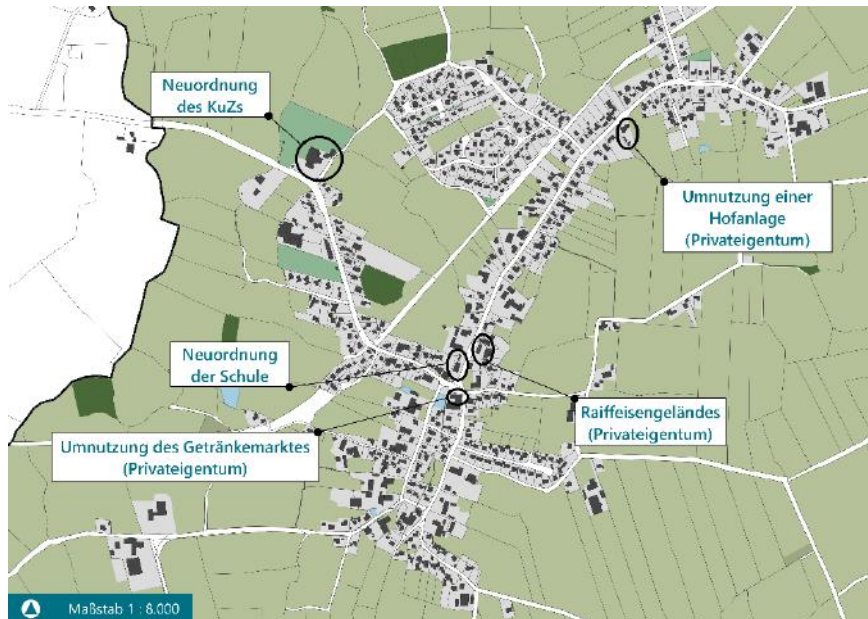 Neuordnung
des KuZs
Umnutzung einer
Hofanlage
(Privateigentum)
Neuordnung
der Schule
Raiffeisengeländes
(Privateigentum)
Umnutzung des Getränkemarktes
(Privateigentum)
Maßstab 1 : 8.000